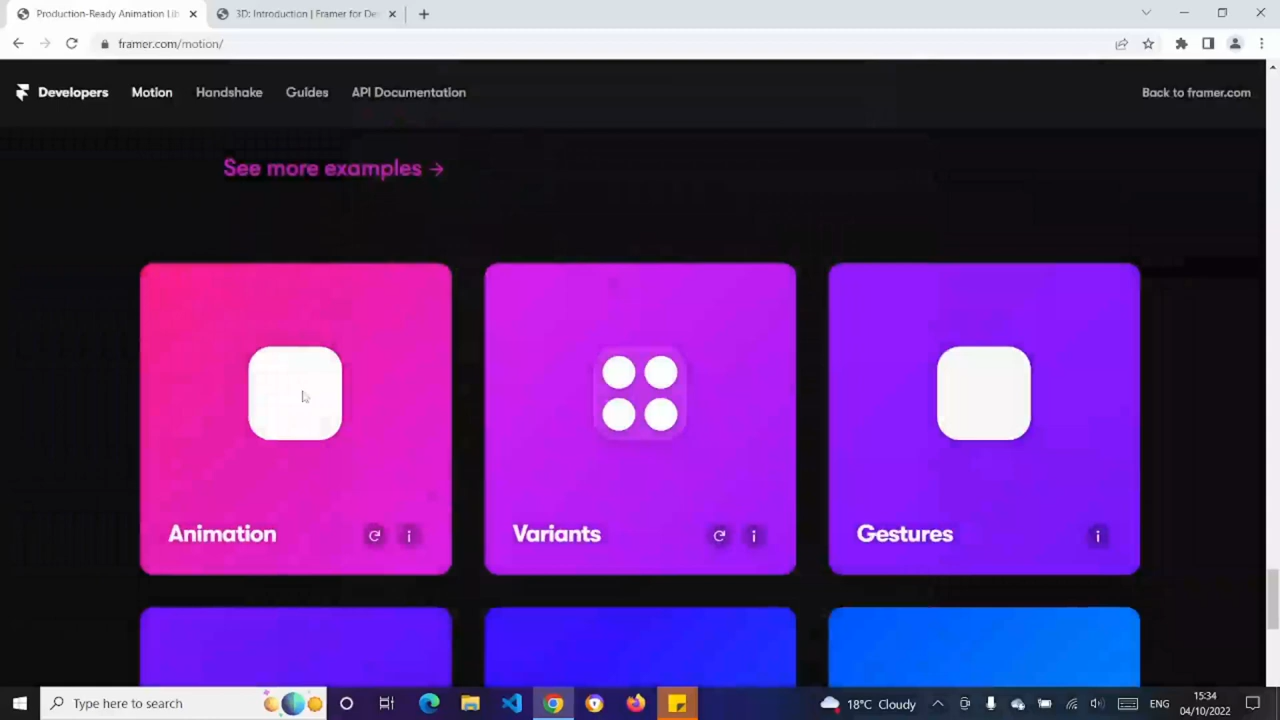 Production-Ready Animation Lib
3D: Introduction | Framer for De
framer.com/motion/
Developers
Motion
Handshake
Guides
API Documentation
Back to framer.com
See more examples →
Animation
Variants
Gestures
Type here to search
18°C Cloudy
ENG
15:34
04/10/2022